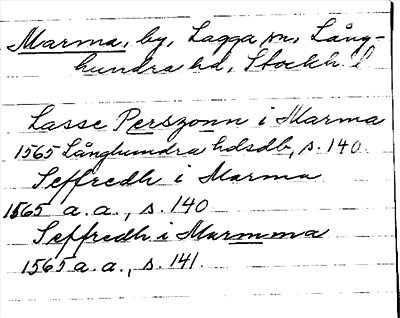 Marma, by, Lagga sn, Lång-
hundra hd, Stockh. l
Lasse Perszonn i Marma
1565 Långhundra hdsdb, s. 140.
Seffredh i Marma
1565 a.a., s. 140
Seffredh i Marmma
1565 a.a., s. 141.